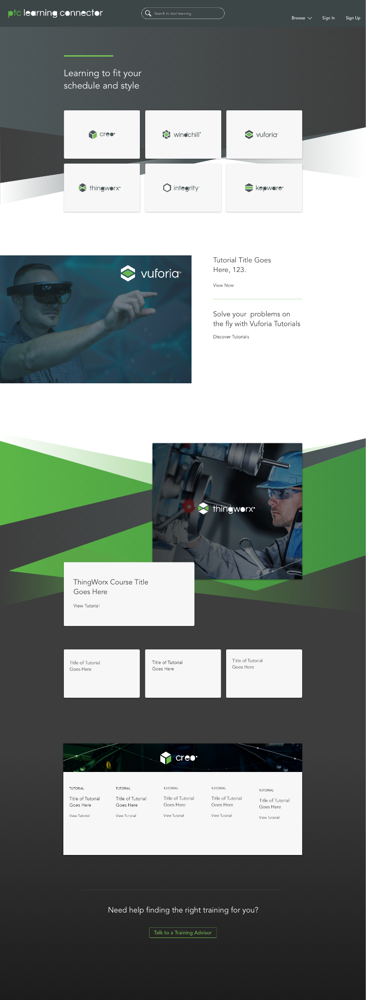 ptc learning connector
Search to start learning...
Browse
Sign In
Sign Up
Learning to fit your
schedule and style
creo
windchill
vuforia
thingworx
integrity
kepware
vuforia®
Tutorial Title Goes
Here, 123.
View Now
Solve your  problems on
the fly with Vuforia Tutorials
Discover Tutorials
thingworx
ThingWorx Course Title
Goes Here
View Tutorial
Title of Tutorial
Goes Here
Title of Tutorial
Goes Here
Title of Tutorial
Goes Here
creo
TUTORIAL
Title of Tutorial
Goes Here
View Tutorial
TUTORIAL
Title of Tutorial
Goes Here
View Tutorial
TUTORIAL
Title of Tutorial
Goes Here
View Tutorial
TUTORIAL
Title of Tutorial
Goes Here
View Tutorial
TUTORIAL
Title of Tutorial
Goes Here
View Tutorial
Need help finding the right training for you?
Talk to a Training Advisor